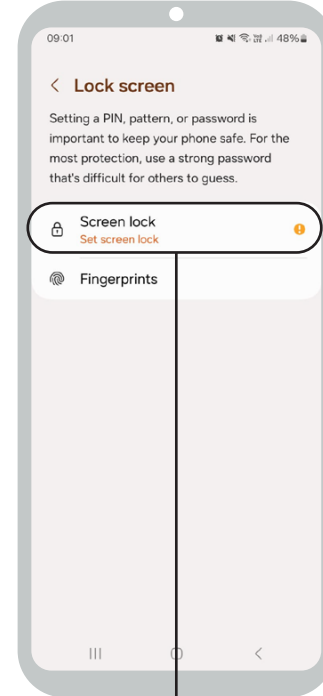 09:01 48%
Lock screen
Setting a PIN, pattern, or password is
important to keep your phone safe. For the
most protection, use a strong password
that's difficult for others to guess.
Screen lock
Set screen lock
Fingerprints